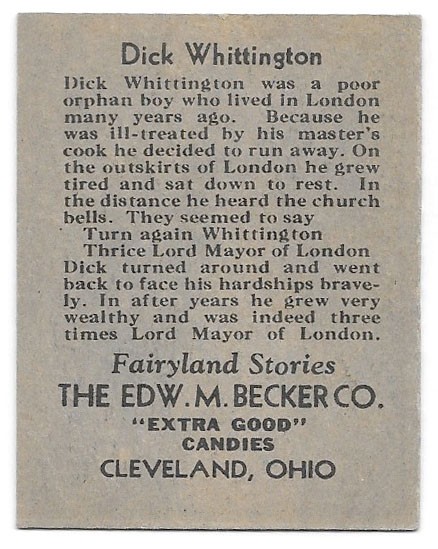 Dick Whittington
Dick Whittington was a poor
orphan boy who lived in London
many years ago. Because he
was ill-treated by his master's
cook he decided to run away. On
the outskirts of London he grew
tired and sat down to rest. In
the distance he heard the church
bells. They seemed to say
Turn again Whittington
Thrice Lord Mayor of London
Dick turned around and went
back to face his hardships brave-
ly. In after years he grew very
wealthy and was indeed three
times Lord Mayor of London.
Fairyland Stories
THE EDW. M. BECKER CO.
"EXTRA GOOD"
CANDIES
CLEVELAND, OHIO